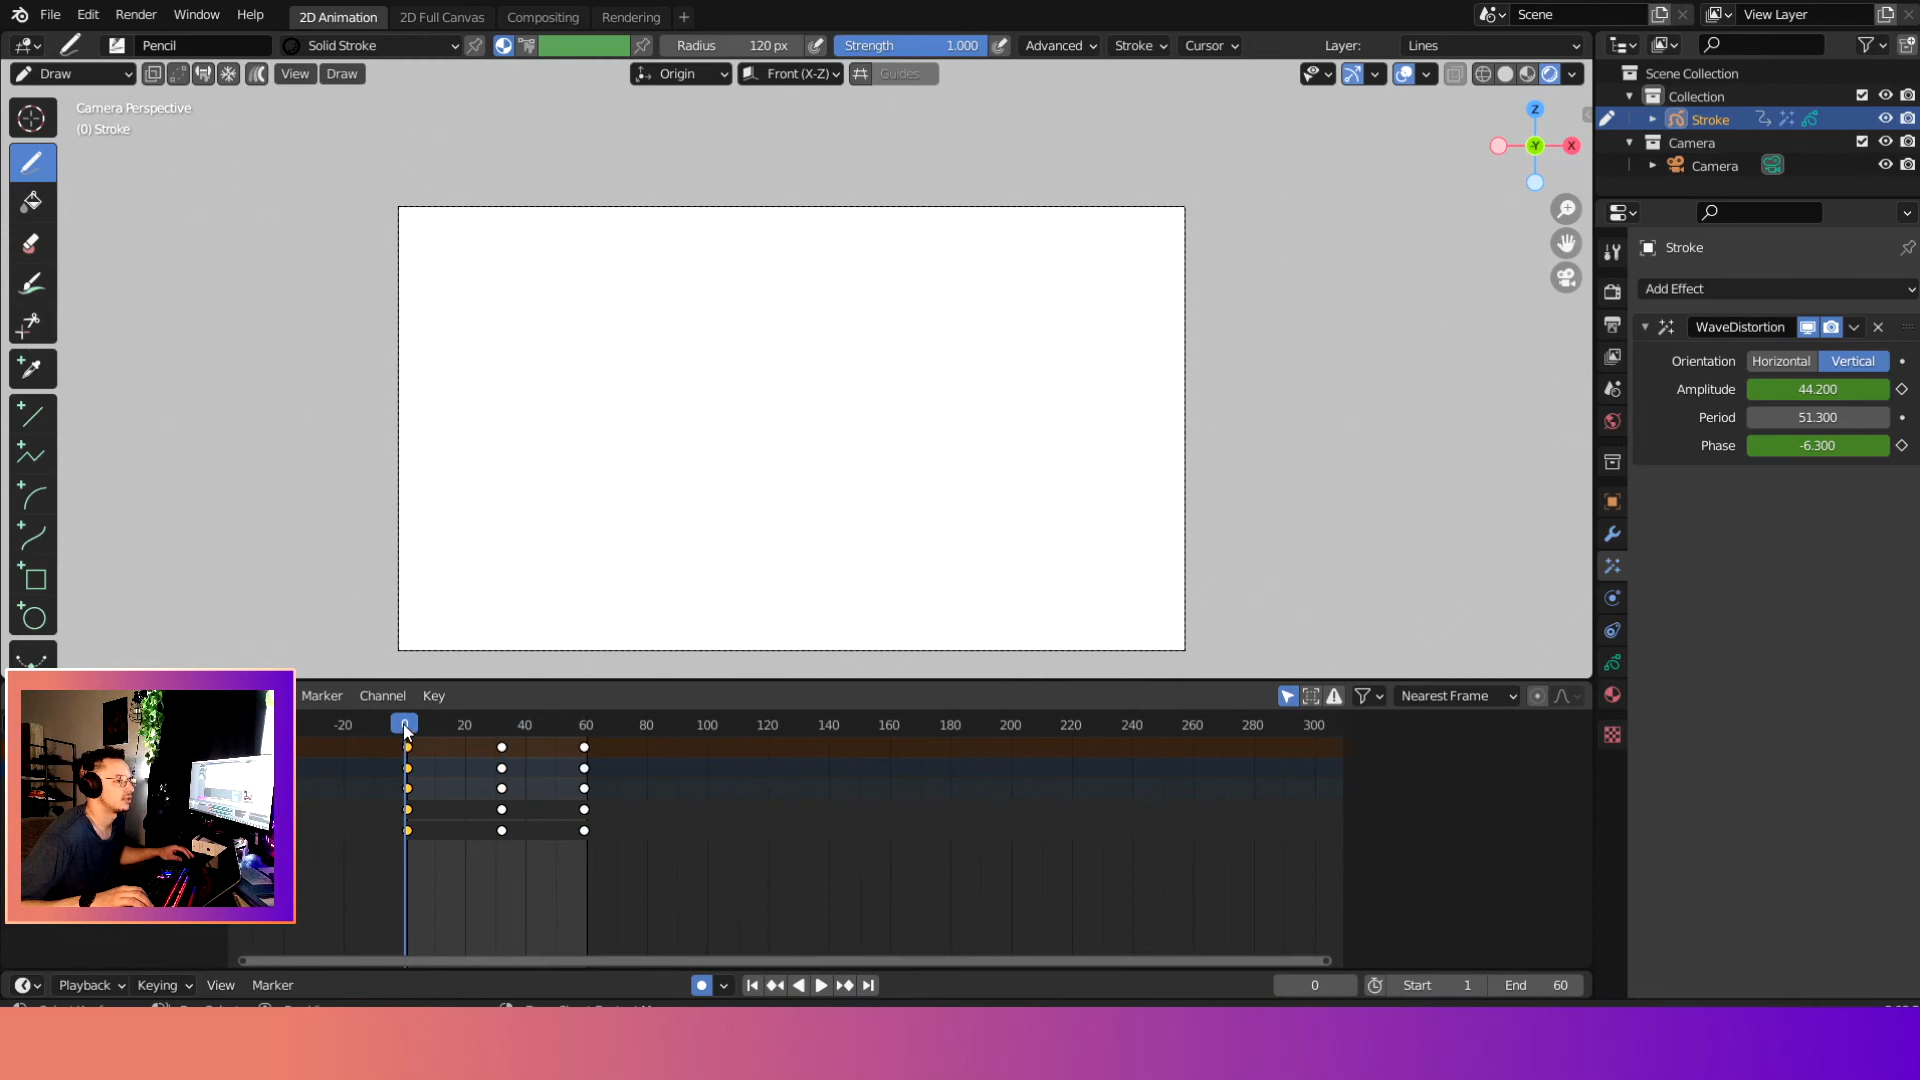 File Edit Render Window Help 2D Animation 2D Full Canvas Compositing Rendering + Scene View Layer
Pencil Solid Stroke Radius 120 px Strength 1.000 Advanced Stroke Cursor Layer: Lines
Draw View Draw Origin Front (X-Z) Guides
Camera Perspective
(0) Stroke
Z
-Y
X
Scene Collection
Collection
Stroke
Camera
Camera
Stroke
Add Effect
WaveDistortion
Orientation Horizontal Vertical
Amplitude 44.200
Period 51.300
Phase -6.300
Marker Channel Key Nearest Frame
-20 0 20 40 60 80 100 120 140 160 180 200 220 240 260 280 300
Playback Keying View Marker 0 Start 1 End 60